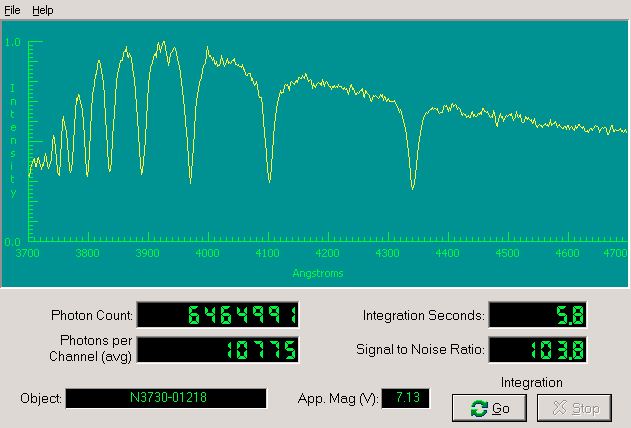 File Help
1.0
Intensity
0.0
3700 3800 3900 4000 4100 4200 4300 4400 4500 4600 4700
Angstroms
Photon Count: 6464991 Integration Seconds: 5.8
Photons per
Channel (avg) 10775 Signal to Noise Ratio: 103.8
Integration
Object: N3730-01218 App. Mag (V): 7.13 Go Stop